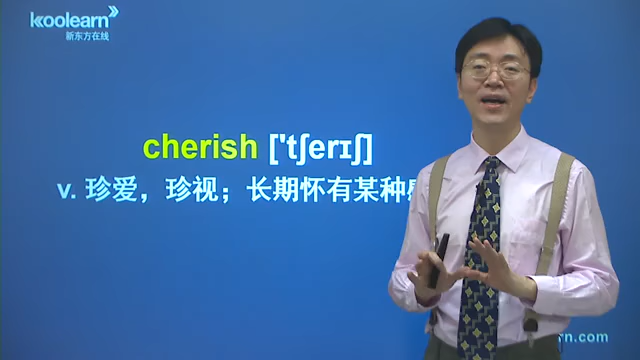 koolearn
新东方在线
cherish ['tʃerɪʃ]
v. 珍爱，珍视；长期怀有某种
rn.com